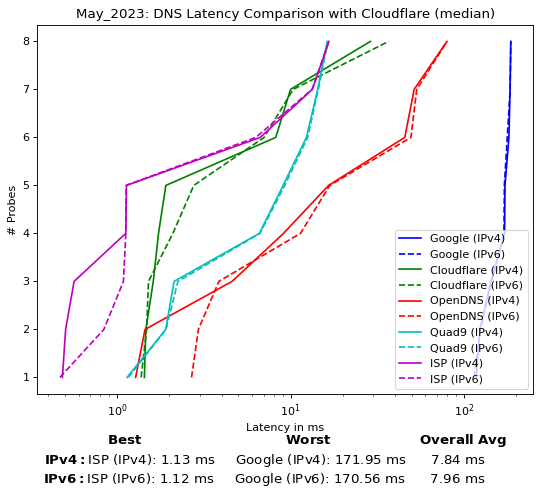 May_2023: DNS Latency Comparison with Cloudflare (median)
# Probes
8
7
6
5
4
3
2
1
10⁰
10¹
10²
Latency in ms
Google (IPv4)
Google (IPv6)
Cloudflare (IPv4)
Cloudflare (IPv6)
OpenDNS (IPv4)
OpenDNS (IPv6)
Quad9 (IPv4)
Quad9 (IPv6)
ISP (IPv4)
ISP (IPv6)
Best Worst Overall Avg
IPv4: ISP (IPv4): 1.13 ms Google (IPv4): 171.95 ms 7.84 ms
IPv6: ISP (IPv6): 1.12 ms Google (IPv6): 170.56 ms 7.96 ms